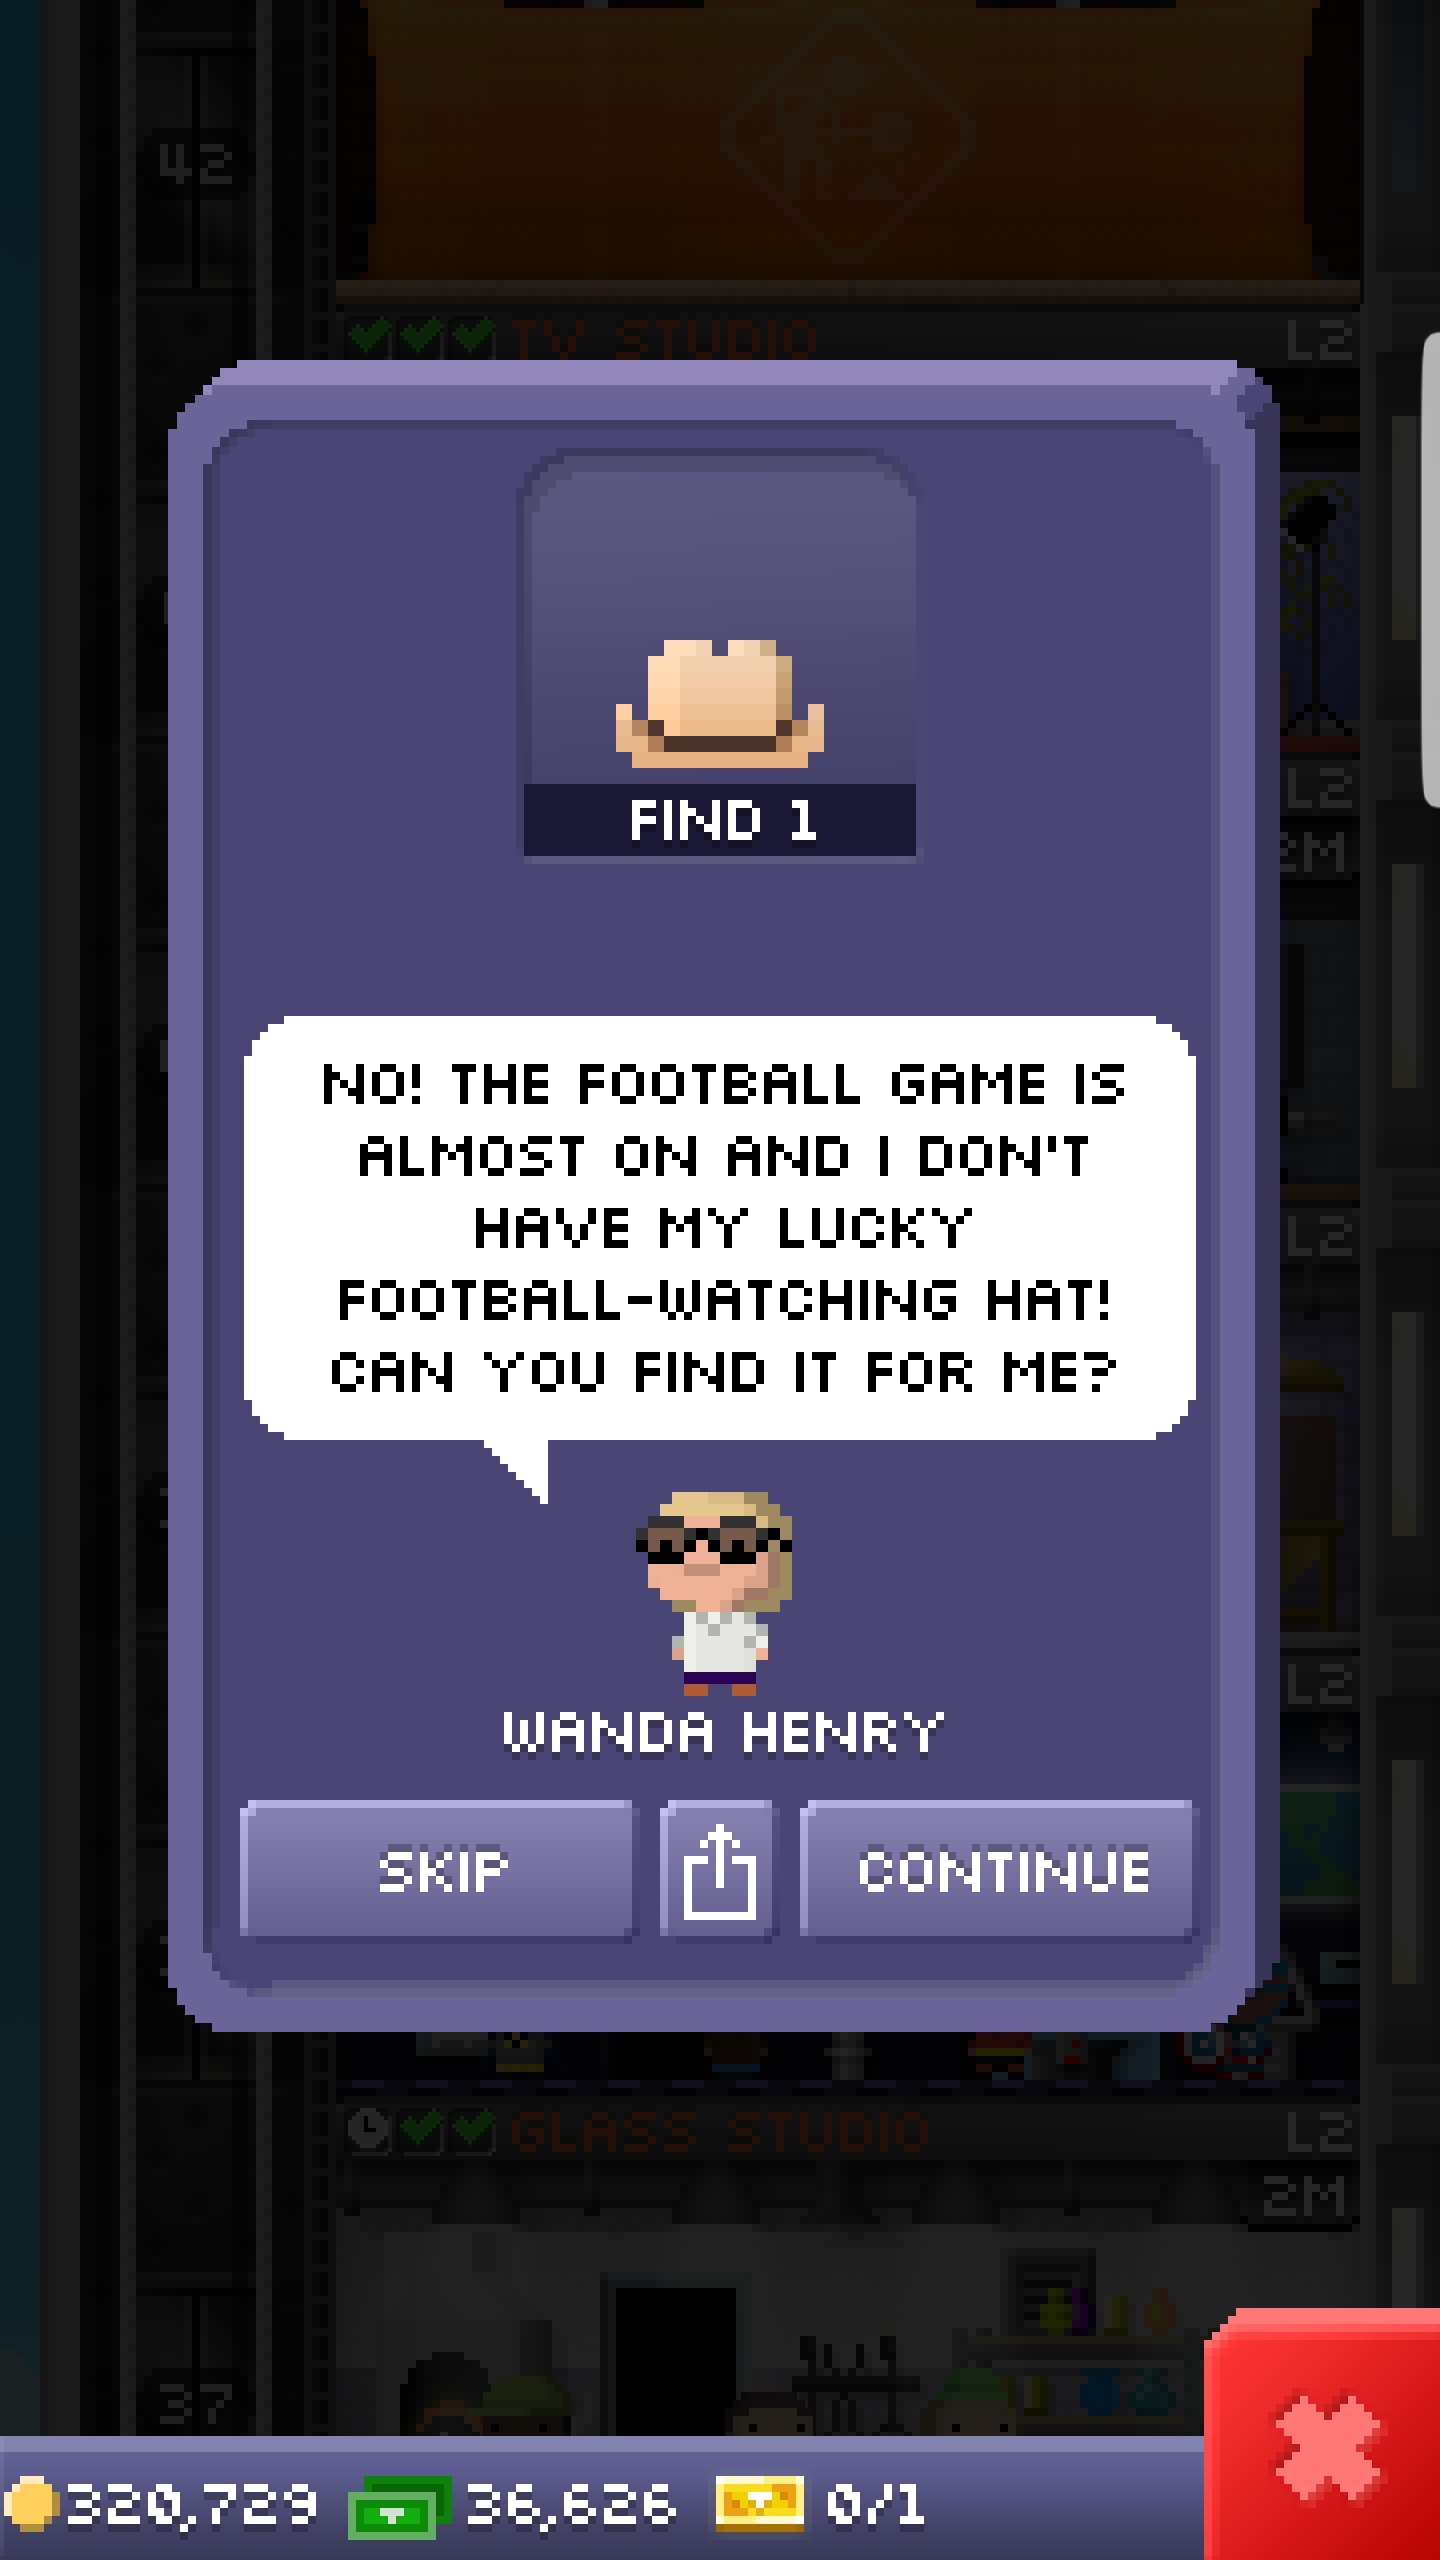 42
TV STUDIO L2
L2
2M
FIND 1
NO! THE FOOTBALL GAME IS
ALMOST ON AND I DON'T
HAVE MY LUCKY
FOOTBALL-WATCHING HAT!
CAN YOU FIND IT FOR ME?
L2
L2
WANDA HENRY
SKIP
CONTINUE
GLASS STUDIO L2
2M
37
320,729 36,626 0/1